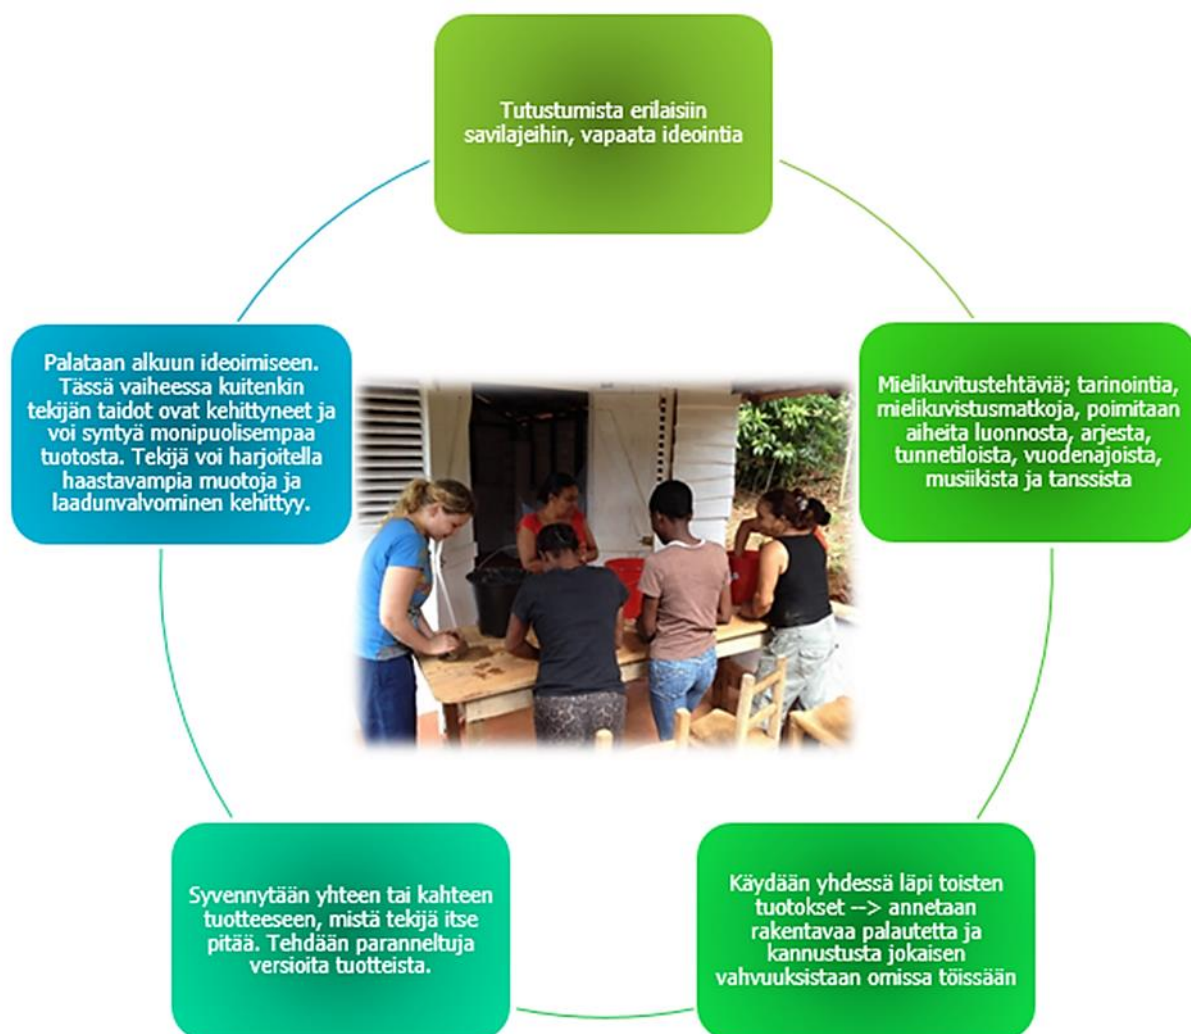 Tutustumista erilaisiin
savilajeihin, vapaata ideointia
Mielikuvitustehtäviä; tarinointia,
mielikuvistusmatkoja, poimitaan
aiheita luonnosta, arjesta,
tunnetiloista, vuodenajoista,
musiikista ja tanssista
Käydään yhdessä läpi toisten
tuotokset --> annetaan
rakentavaa palautetta ja
kannustusta jokaisen
vahvuuksistaan omissa töissään
Syvennytään yhteen tai kahteen
tuotteeseen, mistä tekijä itse
pitää. Tehdään paranneltuja
versioita tuotteista.
Palataan alkuun ideoimiseen.
Tässä vaiheessa kuitenkin
tekijän taidot ovat kehittyneet ja
voi syntyä monipuolisempaa
tuotosta. Tekijä voi harjoitella
haastavampia muotoja ja
laadunvalvominen kehittyy.